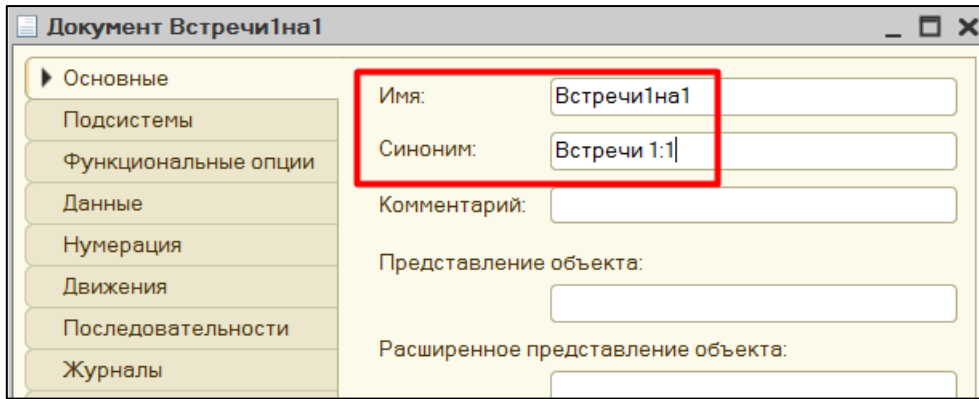 Документ Встречи1на1
Основные
Подсистемы
Функциональные опции
Данные
Нумерация
Движения
Последовательности
Журналы
Имя: Встречи1на1
Синоним: Встречи 1:1
Комментарий:
Представление объекта:
Расширенное представление объекта: